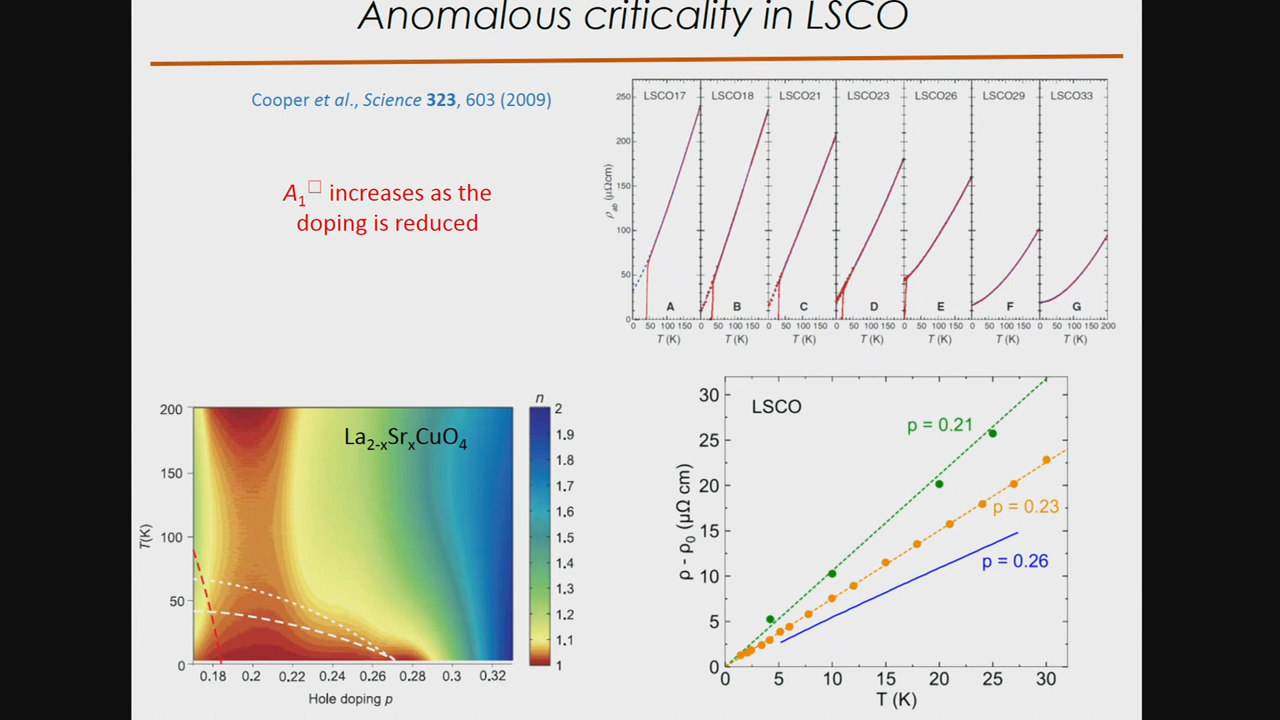 Anomalous criticality in LSCO
Cooper et al., Science 323, 603 (2009)
A₁□ increases as the
doping is reduced
LSCO17 LSCO18 LSCO21 LSCO23 LSCO26 LSCO29 LSCO33
250
200
150
100
50
0
ρab (μΩcm)
A B C D E F G
0 50 100 150 0 50 100 150 0 50 100 150 0 50 100 150 0 50 100 150 0 50 100 150 0 50 100 150 200
T (K) T (K) T (K) T (K) T (K) T (K) T (K)
La2-xSrxCuO4
200
150
100
50
0
T(K)
0.18 0.2 0.22 0.24 0.26 0.28 0.3 0.32
Hole doping p
n
2
1.9
1.8
1.7
1.6
1.5
1.4
1.3
1.2
1.1
1
LSCO
p = 0.21
p = 0.23
p = 0.26
30
25
20
15
10
5
0
ρ - ρ0 (μΩ cm)
0 5 10 15 20 25 30
T (K)